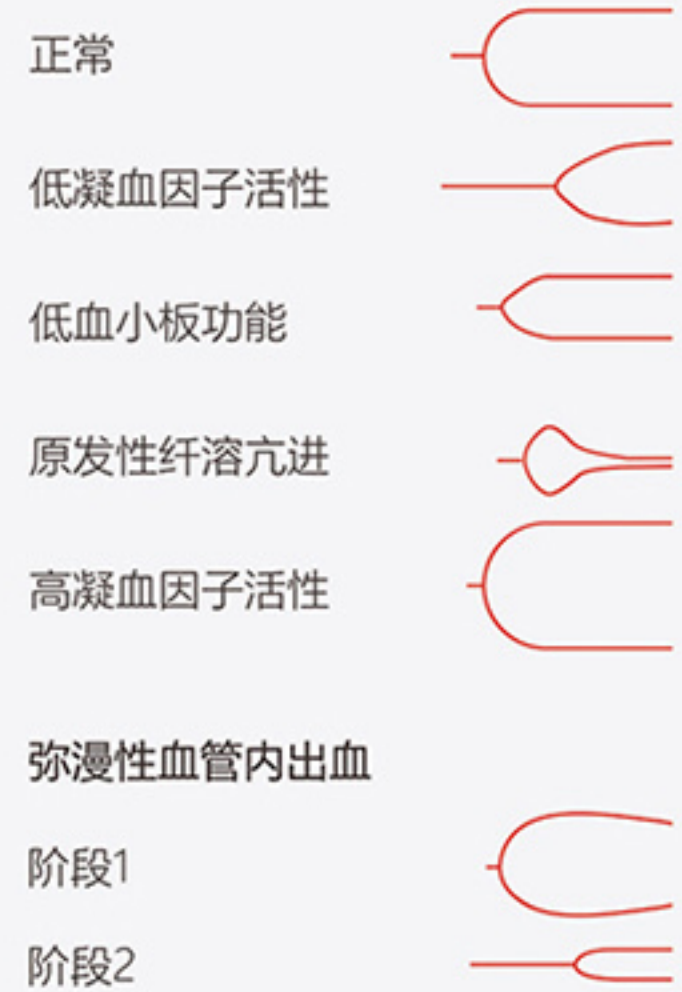 正常
低凝血因子活性
低血小板功能
原发性纤溶亢进
高凝血因子活性
弥漫性血管内出血
阶段1
阶段2